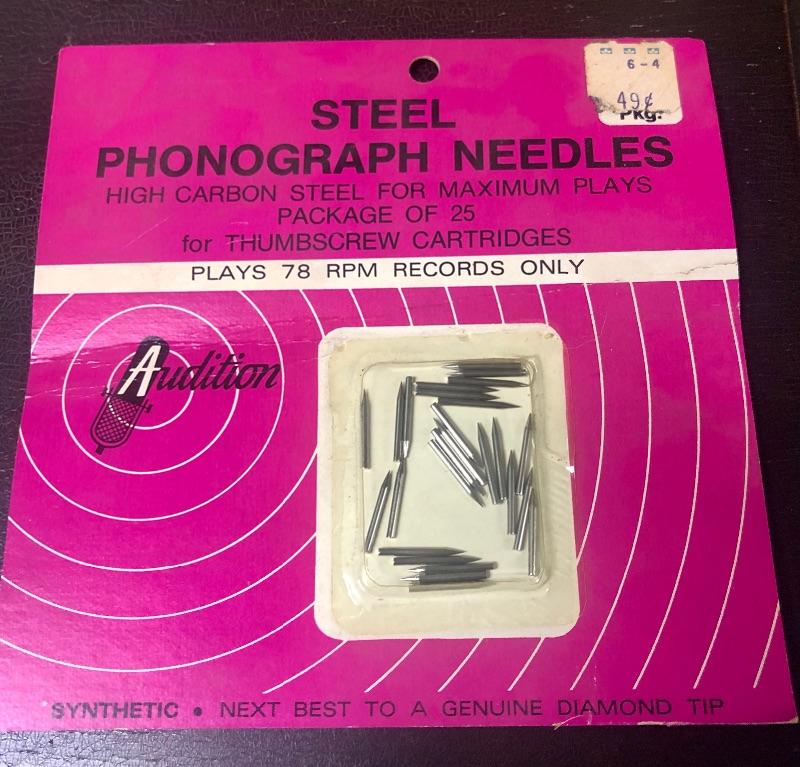 6-4
49¢
Pkg.
STEEL
PHONOGRAPH NEEDLES
HIGH CARBON STEEL FOR MAXIMUM PLAYS
PACKAGE OF 25
for THUMBSCREW CARTRIDGES
PLAYS 78 RPM RECORDS ONLY
Audition
SYNTHETIC • NEXT BEST TO A GENUINE DIAMOND TIP